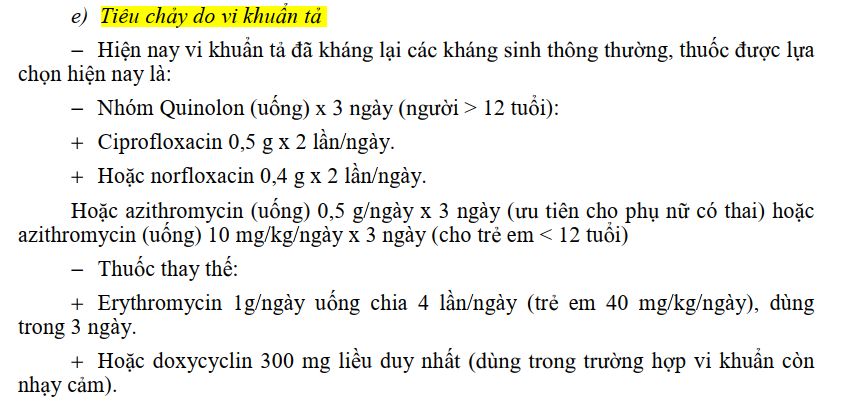 e) Tiêu chảy do vi khuẩn tả
– Hiện nay vi khuẩn tả đã kháng lại các kháng sinh thông thường, thuốc được lựa
chọn hiện nay là:
– Nhóm Quinolon (uống) x 3 ngày (người > 12 tuổi):
+ Ciprofloxacin 0,5 g x 2 lần/ngày.
+ Hoặc norfloxacin 0,4 g x 2 lần/ngày.
Hoặc azithromycin (uống) 0,5 g/ngày x 3 ngày (ưu tiên cho phụ nữ có thai) hoặc
azithromycin (uống) 10 mg/kg/ngày x 3 ngày (cho trẻ em < 12 tuổi)
– Thuốc thay thế:
+ Erythromycin 1g/ngày uống chia 4 lần/ngày (trẻ em 40 mg/kg/ngày), dùng
trong 3 ngày.
+ Hoặc doxycyclin 300 mg liều duy nhất (dùng trong trường hợp vi khuẩn còn
nhạy cảm).